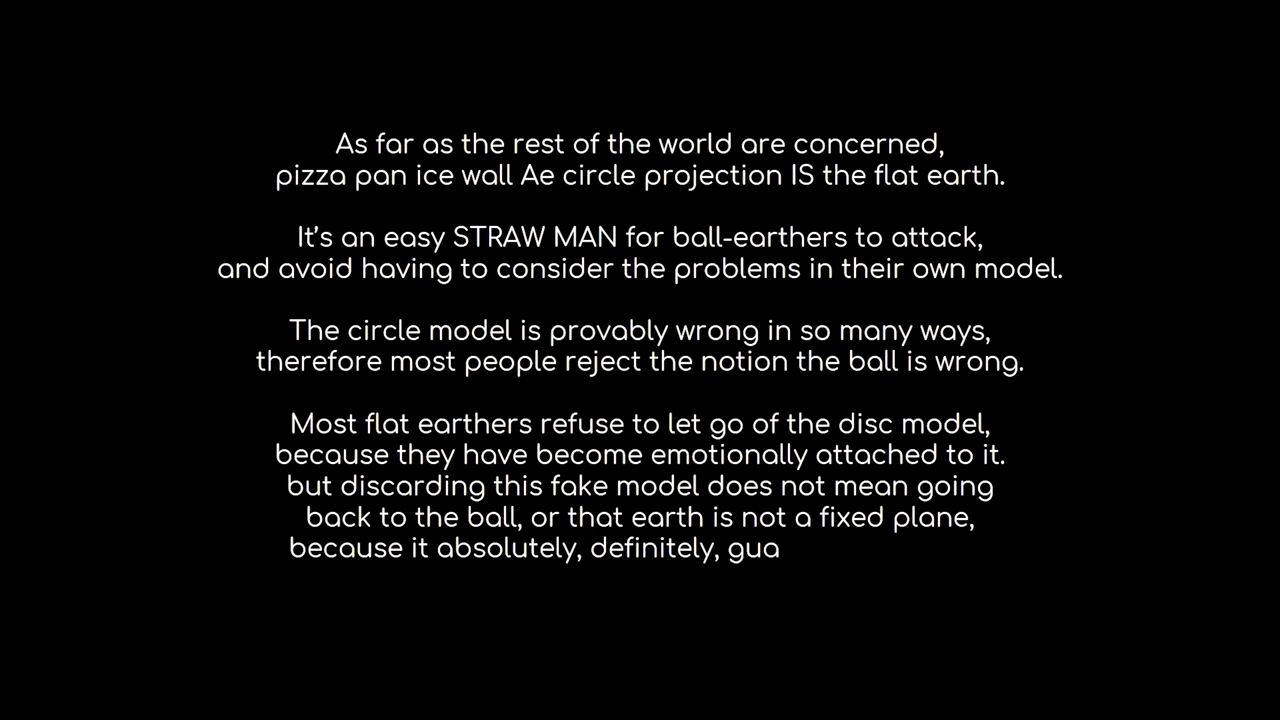 As far as the rest of the world are concerned,
pizza pan ice wall Ae circle projection IS the flat earth.
It's an easy STRAW MAN for ball-earthers to attack,
and avoid having to consider the problems in their own model.
The circle model is provably wrong in so many ways,
therefore most people reject the notion the ball is wrong.
Most flat earthers refuse to let go of the disc model,
because they have become emotionally attached to it.
but discarding this fake model does not mean going
back to the ball, or that earth is not a fixed plane,
because it absolutely, definitely, gua